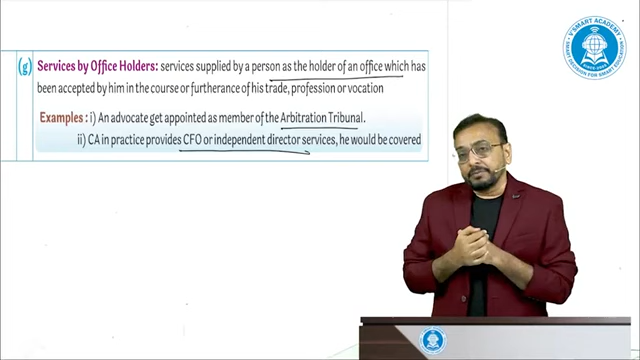 (g) Services by Office Holders: services supplied by a person as the holder of an office which has
been accepted by him in the course or furtherance of his trade, profession or vocation
Examples : i) An advocate get appointed as member of the Arbitration Tribunal.
ii) CA in practice provides CFO or independent director services, he would be covered
V SMART ACADEMY